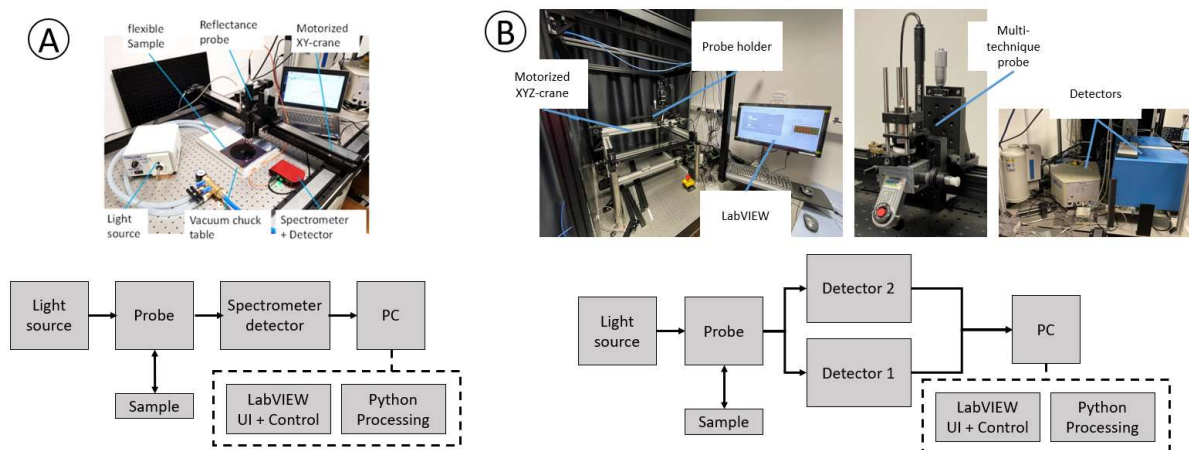 A
flexible
Sample
Reflectance
probe
Motorized
XY-crane
Light
source
Vacuum chuck
table
Spectrometer
+ Detector
Light
source
Probe
Spectrometer
detector
PC
Sample
LabVIEW
UI + Control
Python
Processing
B
Motorized
XYZ-crane
Probe holder
LabVIEW
Multi-
technique
probe
Detectors
Light
source
Probe
Detector 2
Detector 1
PC
Sample
LabVIEW
UI + Control
Python
Processing